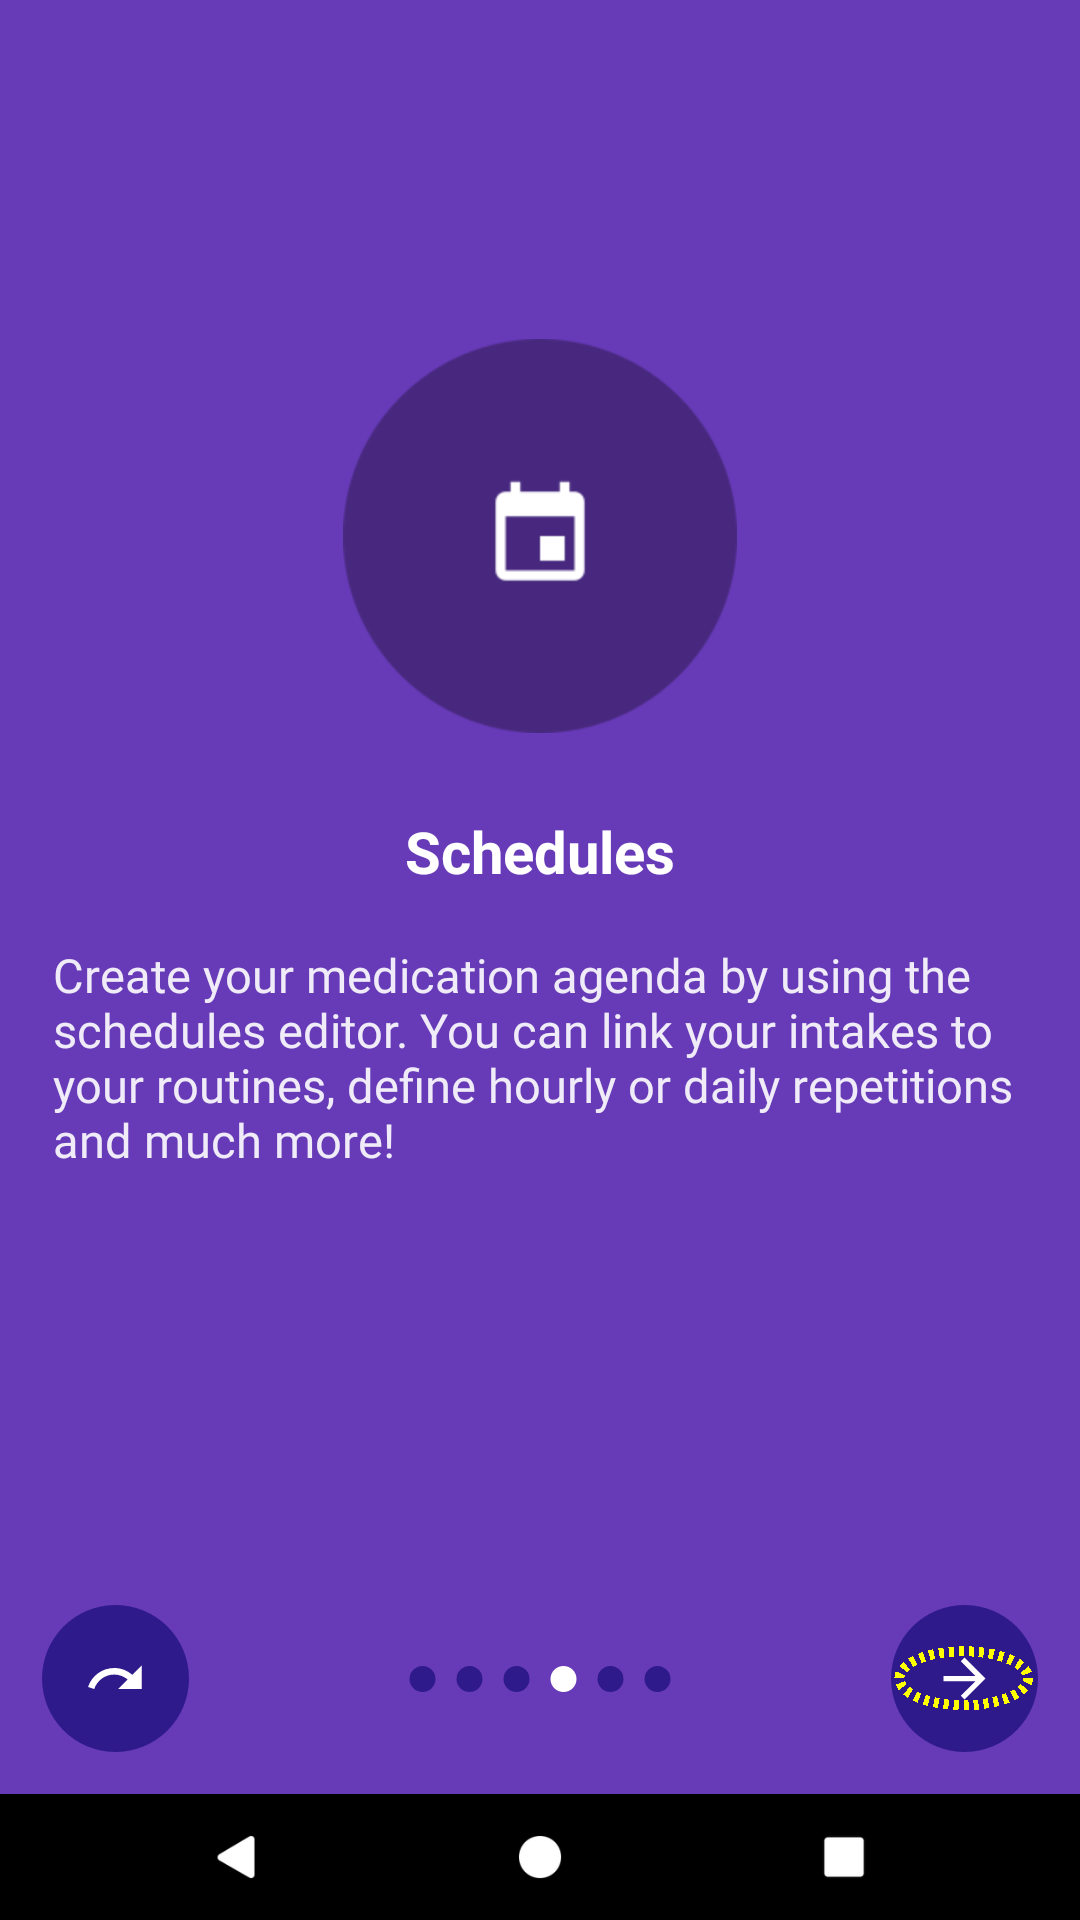 Schedules
Create your medication agenda by using the
schedules editor. You can link your intakes to
your routines, define hourly or daily repetitions
and much more!